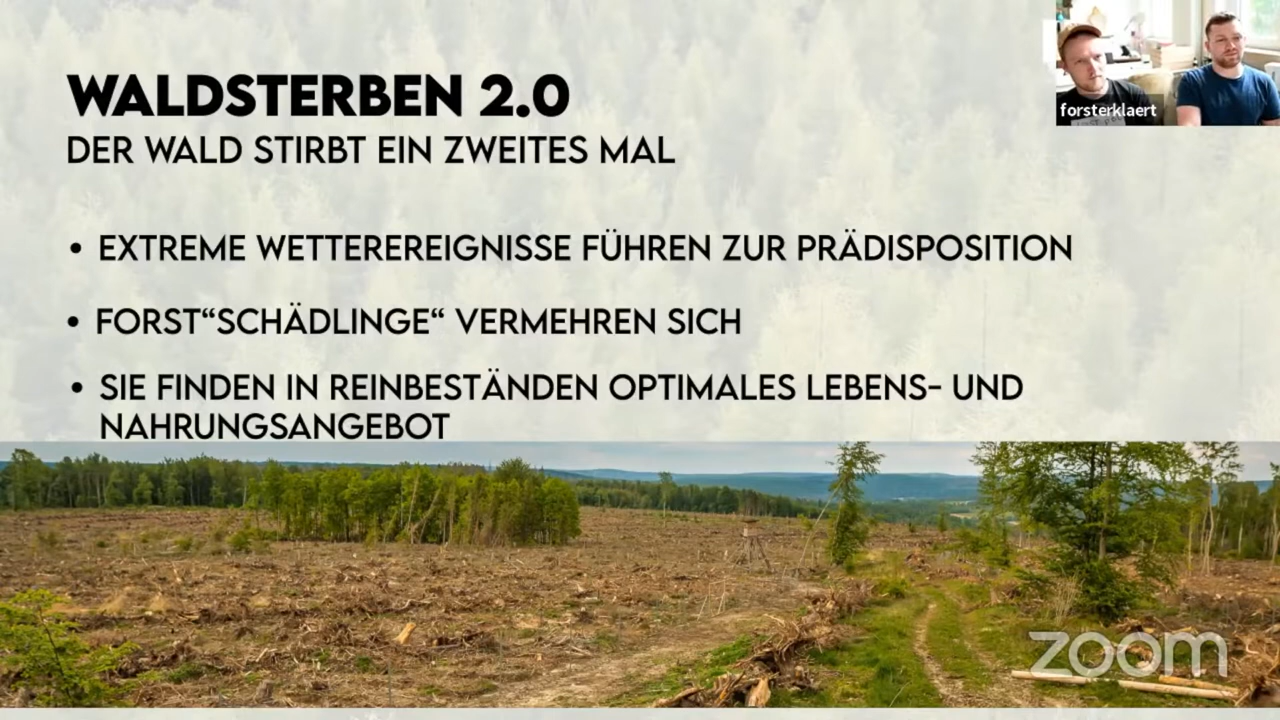 WALDSTERBEN 2.0
DER WALD STIRBT EIN ZWEITES MAL
forsterklaert
• EXTREME WETTEREREIGNISSE FÜHREN ZUR PRÄDISPOSITION
• FORST“SCHÄDLINGE“ VERMEHREN SICH
• SIE FINDEN IN REINBESTÄNDEN OPTIMALES LEBENS- UND
NAHRUNGSANGEBOT
zoom